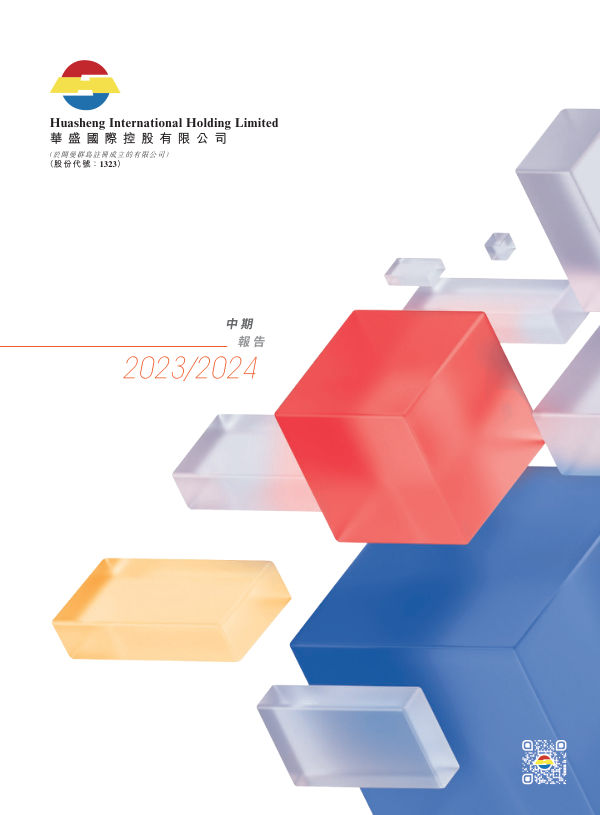 Huasheng International Holding Limited
華盛國際控股有限公司
(於開曼群島註冊成立的有限公司)
(股份代號：1323)
中期
報告
2023/2024